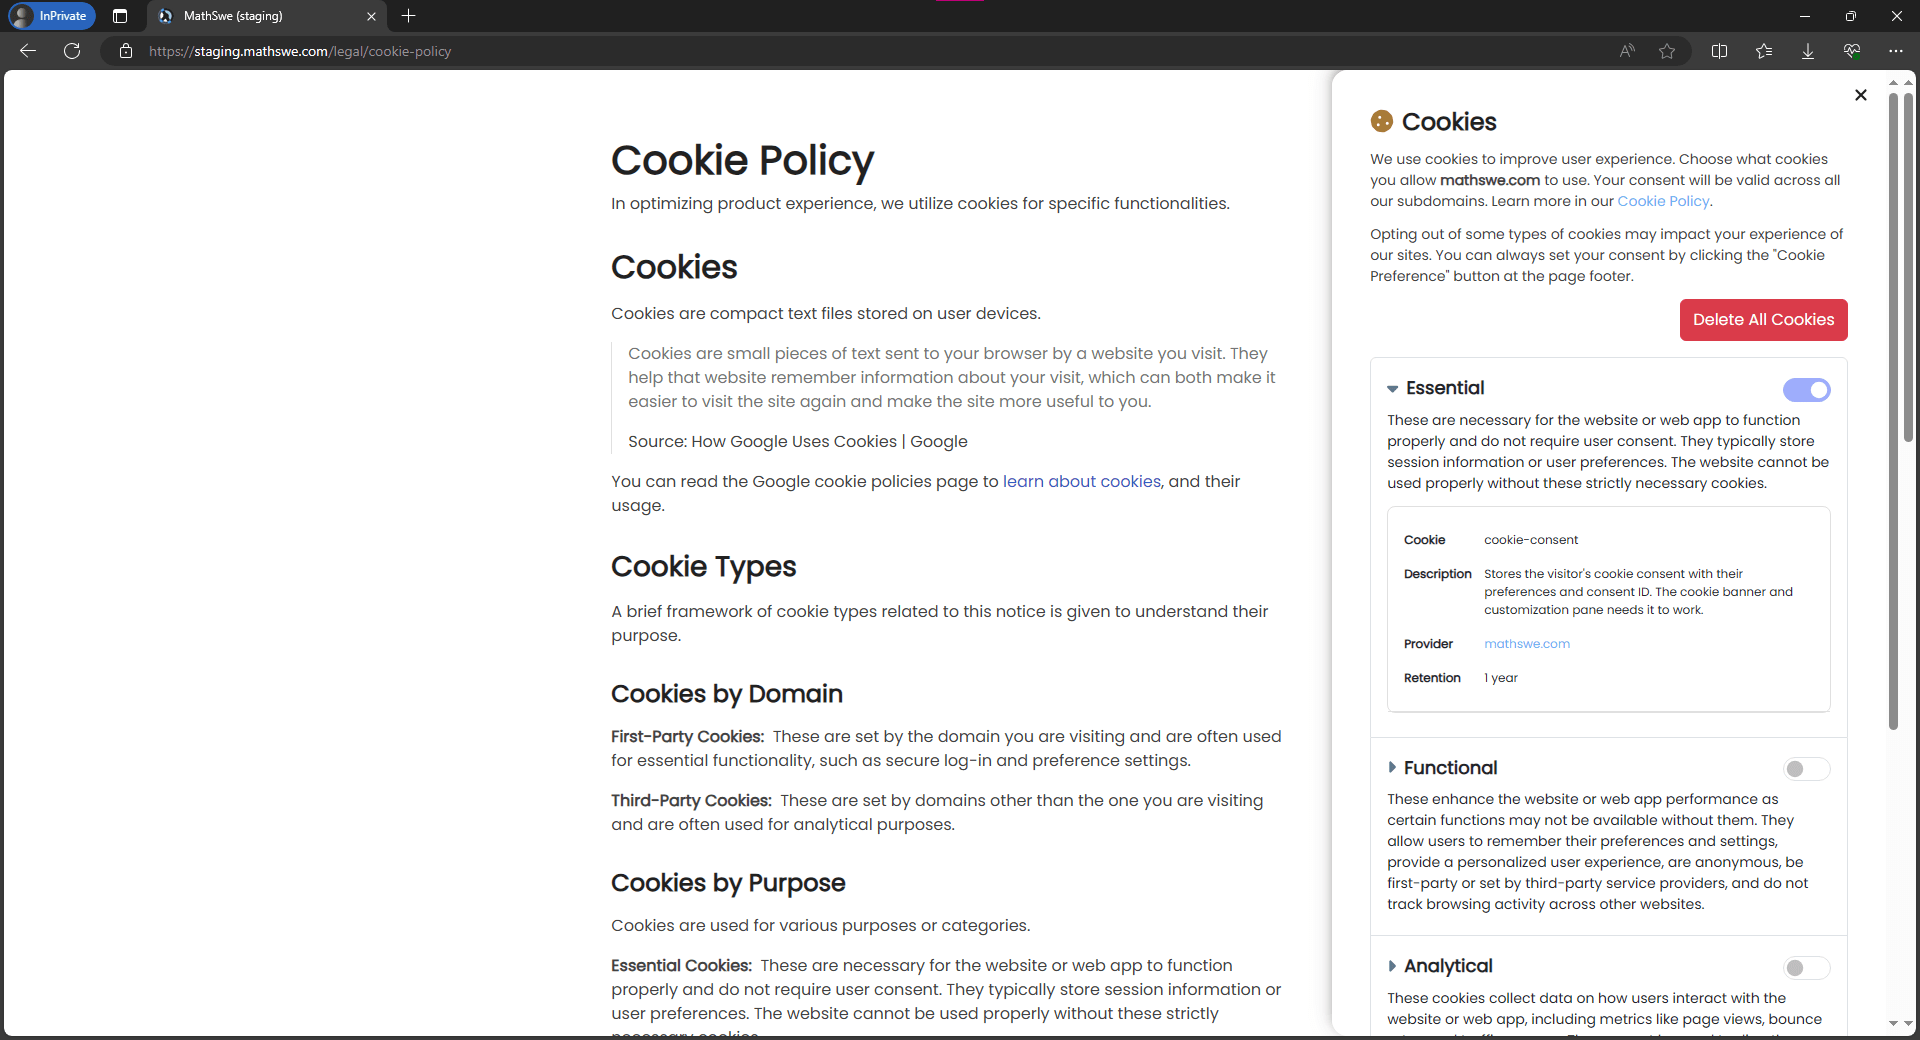 InPrivate
MathSwe (staging)
https://staging.mathswe.com/legal/cookie-policy
Cookie Policy
In optimizing product experience, we utilize cookies for specific functionalities.
Cookies
Cookies are compact text files stored on user devices.
Cookies are small pieces of text sent to your browser by a website you visit. They
help that website remember information about your visit, which can both make it
easier to visit the site again and make the site more useful to you.
Source: How Google Uses Cookies | Google
You can read the Google cookie policies page to learn about cookies, and their
usage.
Cookie Types
A brief framework of cookie types related to this notice is given to understand their
purpose.
Cookies by Domain
First-Party Cookies: These are set by the domain you are visiting and are often used
for essential functionality, such as secure log-in and preference settings.
Third-Party Cookies: These are set by domains other than the one you are visiting
and are often used for analytical purposes.
Cookies by Purpose
Cookies are used for various purposes or categories.
Essential Cookies: These are necessary for the website or web app to function
properly and do not require user consent. They typically store session information or
user preferences. The website cannot be used properly without these strictly
necessary cookies.
Cookies
We use cookies to improve user experience. Choose what cookies
you allow mathswe.com to use. Your consent will be valid across all
our subdomains. Learn more in our Cookie Policy.
Opting out of some types of cookies may impact your experience of
our sites. You can always set your consent by clicking the "Cookie
Preference" button at the page footer.
Delete All Cookies
Essential
These are necessary for the website or web app to function
properly and do not require user consent. They typically store
session information or user preferences. The website cannot be
used properly without these strictly necessary cookies.
Cookie cookie-consent
Description Stores the visitor's cookie consent with their
preferences and consent ID. The cookie banner and
customization pane needs it to work.
Provider mathswe.com
Retention 1 year
Functional
These enhance the website or web app performance as
certain functions may not be available without them. They
allow users to remember their preferences and settings,
provide a personalized user experience, are anonymous, be
first-party or set by third-party service providers, and do not
track browsing activity across other websites.
Analytical
These cookies collect data on how users interact with the
website or web app, including metrics like page views, bounce